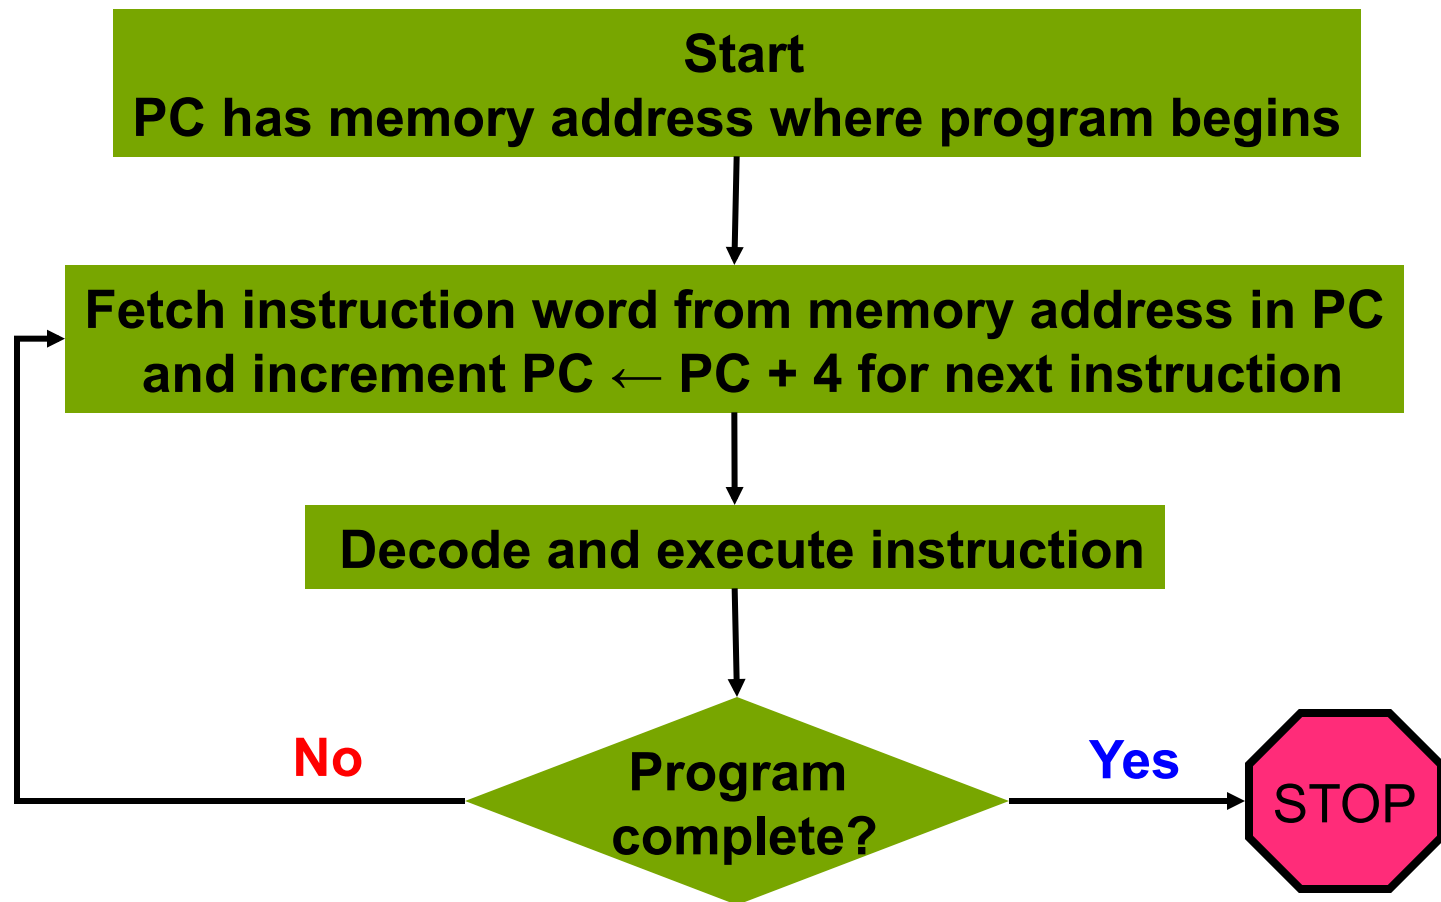 Start
PC has memory address where program begins
Fetch instruction word from memory address in PC
and increment PC ← PC + 4 for next instruction
Decode and execute instruction
No
Program
complete?
Yes
STOP